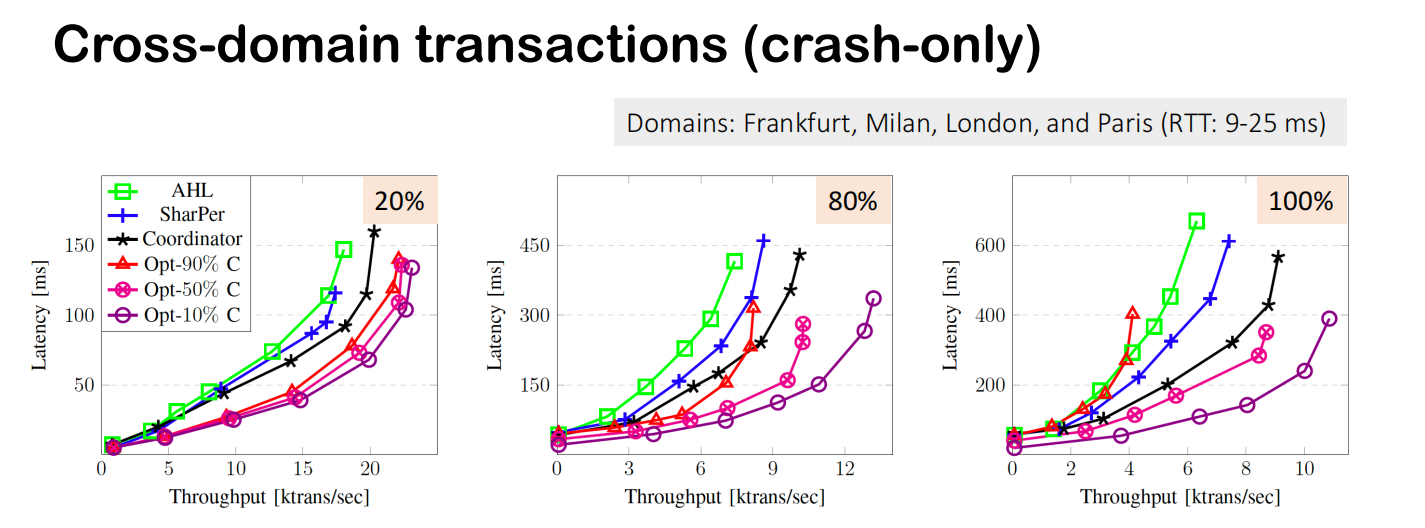 Cross-domain transactions (crash-only)
Domains: Frankfurt, Milan, London, and Paris (RTT: 9-25 ms)
AHL
SharPer
Coordinator
Opt-90% C
Opt-50% C
Opt-10% C
20%
150
100
50
Latency [ms]
0 5 10 15 20
Throughput [ktrans/sec]
80%
450
300
150
Latency [ms]
0 3 6 9 12
Throughput [ktrans/sec]
100%
600
400
200
Latency [ms]
0 2 4 6 8 10
Throughput [ktrans/sec]